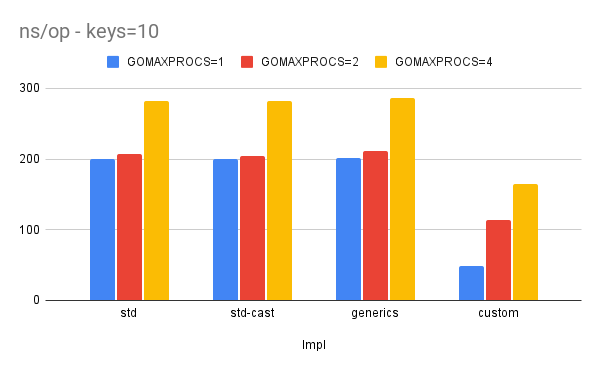 ns/op - keys=10
GOMAXPROCS=1 GOMAXPROCS=2 GOMAXPROCS=4
300
200
100
0
std std-cast generics custom
Impl